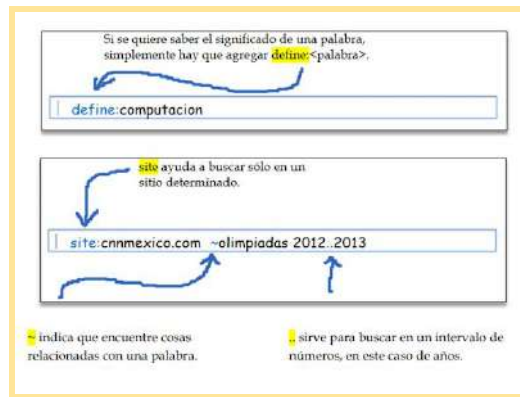 Si se quiere saber el significado de una palabra,
simplemente hay que agregar define:<palabra>.
define:computacion
site ayuda a buscar sólo en un
sitio determinado.
site:cnnmexico.com ~olimpiadas 2012..2013
~ indica que encuentre cosas
relacionadas con una palabra.
.. sirve para buscar en un intervalo de
números, en este caso de años.